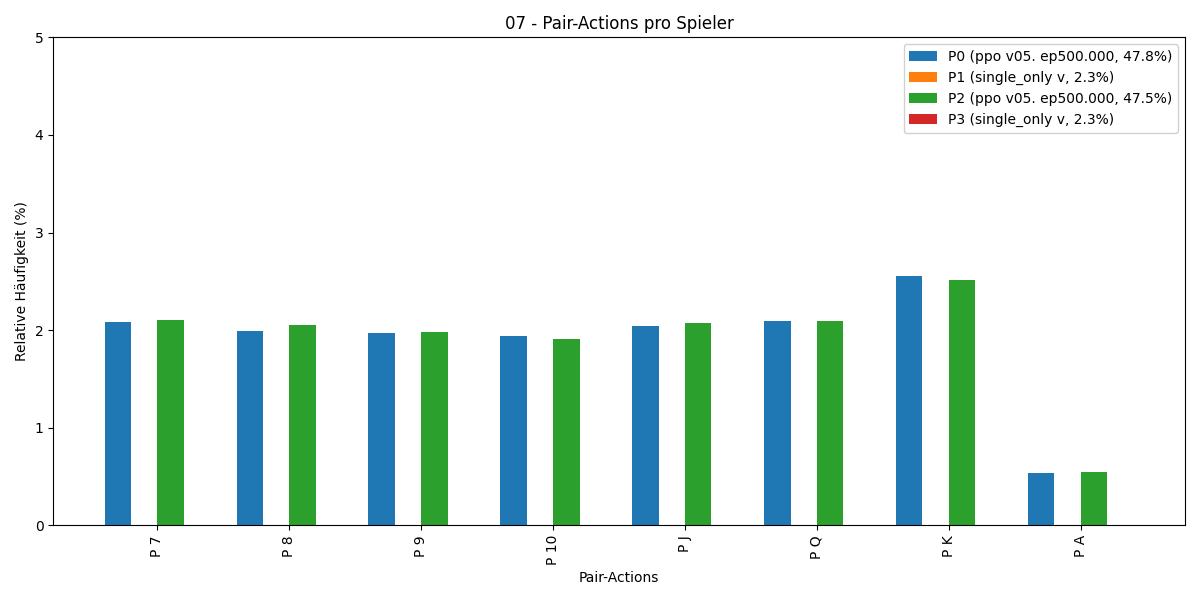 07 - Pair-Actions pro Spieler
5
4
3
2
1
0
Relative Häufigkeit (%)
P0 (ppo v05. ep500.000, 47.8%)
P1 (single_only v, 2.3%)
P2 (ppo v05. ep500.000, 47.5%)
P3 (single_only v, 2.3%)
P 7
P 8
P 9
P 10
P J
P Q
P K
P A
Pair-Actions